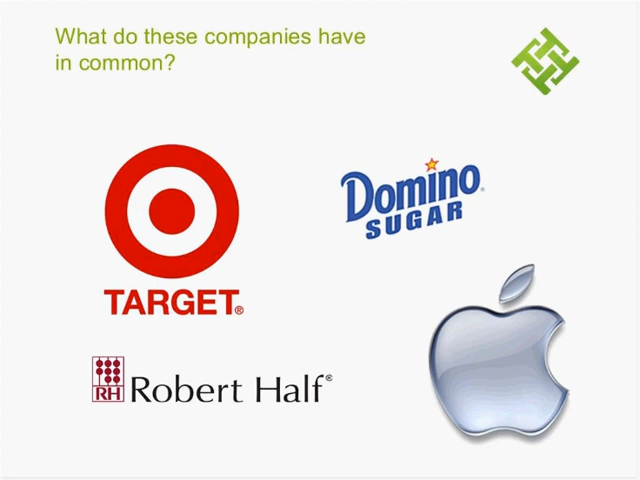 What do these companies have
in common?
Domino
SUGAR
TARGET®
RH Robert Half®